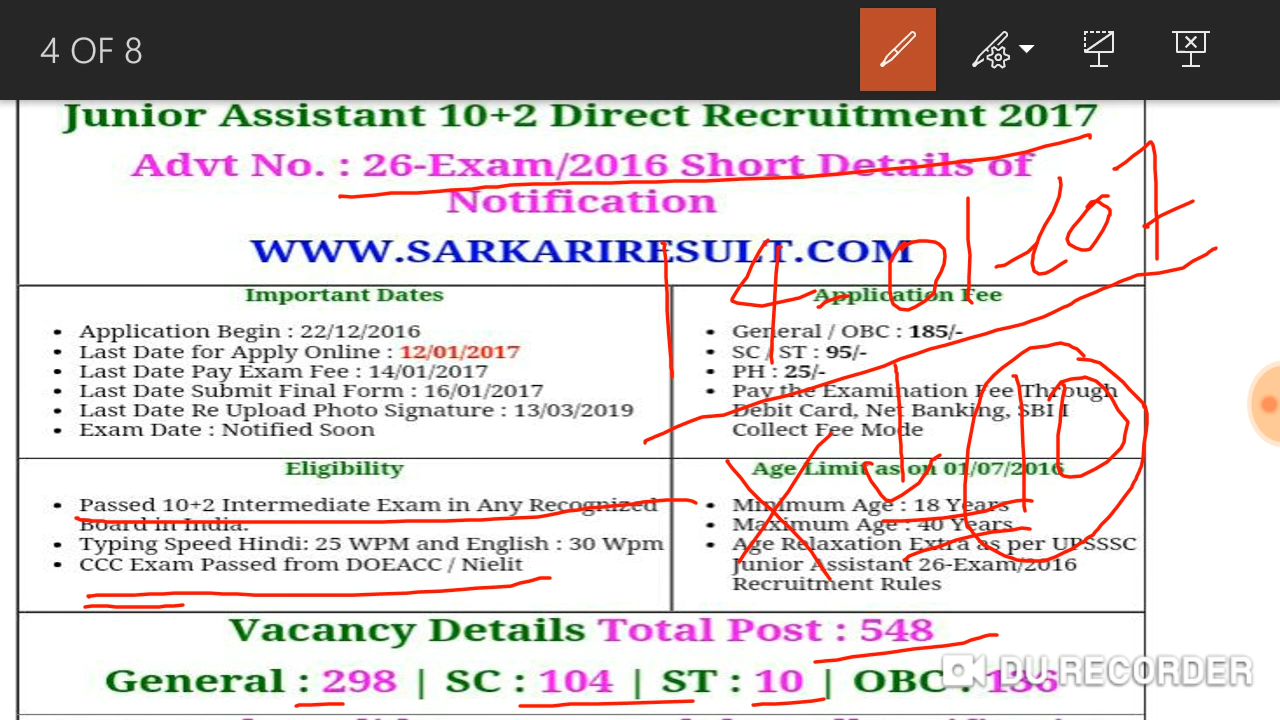 4 OF 8
Junior Assistant 10+2 Direct Recruitment 2017
Advt No. : 26-Exam/2016 Short Details of
Notification
WWW.SARKARIRESULT.COM
Important Dates
• Application Begin : 22/12/2016
• Last Date for Apply Online : 12/01/2017
• Last Date Pay Exam Fee : 14/01/2017
• Last Date Submit Final Form : 16/01/2017
• Last Date Re Upload Photo Signature : 13/03/2019
• Exam Date : Notified Soon
Application Fee
• General / OBC : 185/-
• SC / ST : 95/-
• PH : 25/-
• Pay the Examination Fee Through
Debit Card, Net Banking, SBI I
Collect Fee Mode
Eligibility
• Passed 10+2 Intermediate Exam in Any Recognized
Board in India.
• Typing Speed Hindi: 25 WPM and English : 30 Wpm
• CCC Exam Passed from DOEACC / Nielit
Age Limit as on 01/07/2016
• Minimum Age : 18 Years
• Maximum Age : 40 Years
• Age Relaxation Extra as per UPSSSC
Junior Assistant 26-Exam/2016
Recruitment Rules
Vacancy Details Total Post : 548
General : 298 | SC : 104 | ST : 10 | OBC : 136
DU RECORDER